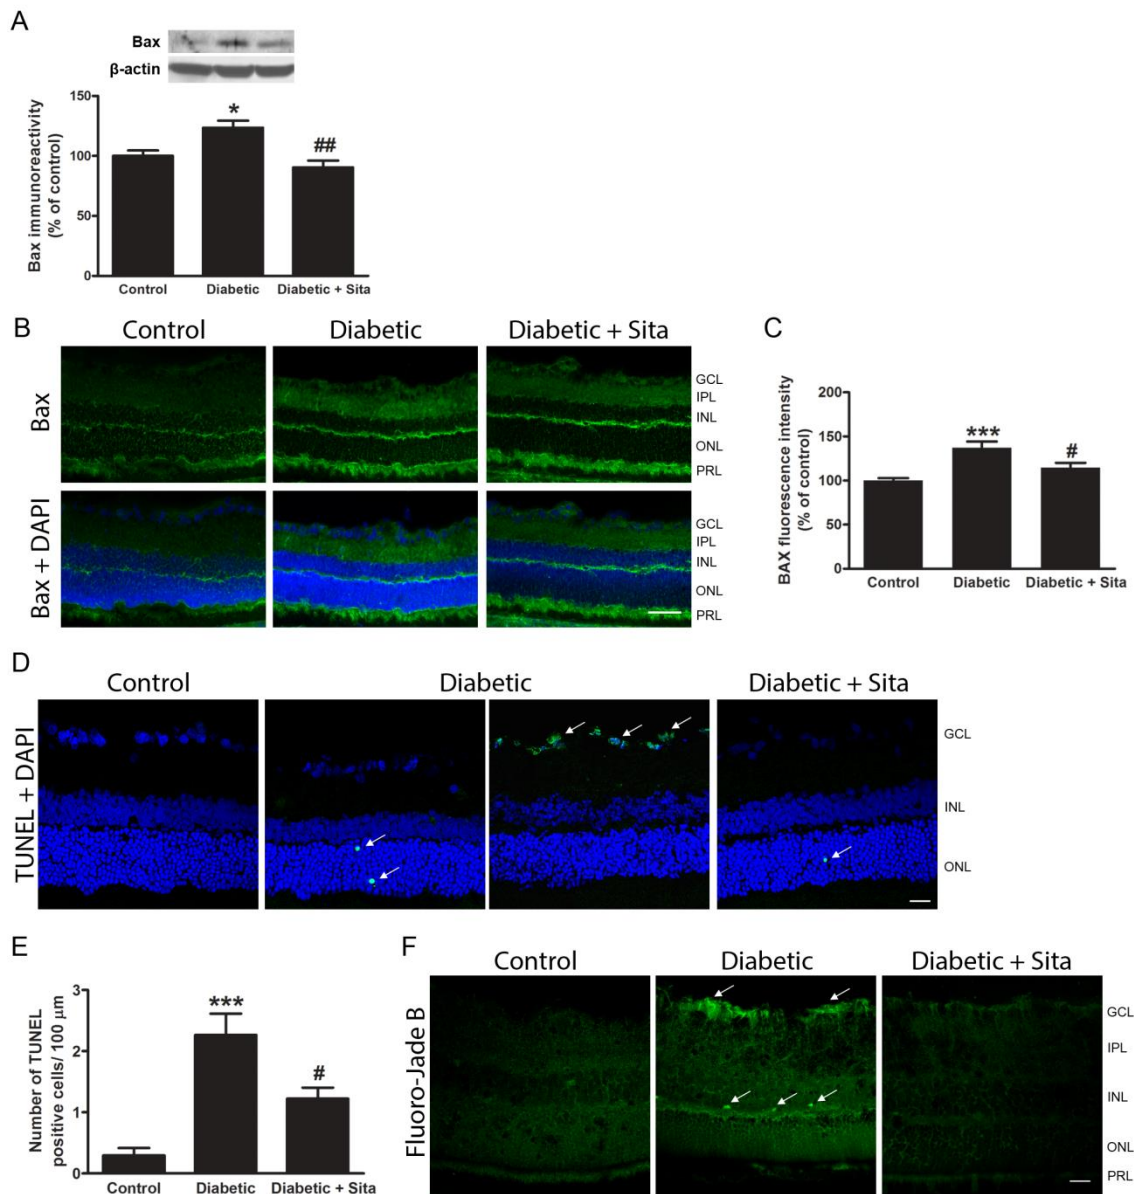 A
Bax
β-actin
Bax immunoreactivity
(% of control)
150
100
50
0
*
##
Control Diabetic Diabetic + Sita
B
Control Diabetic Diabetic + Sita
Bax
GCL
IPL
INL
ONL
PRL
Bax + DAPI
GCL
IPL
INL
ONL
PRL
C
BAX fluorescence intensity
(% of control)
200
150
100
50
0
***
#
Control Diabetic Diabetic + Sita
D
Control Diabetic Diabetic + Sita
TUNEL + DAPI
GCL
INL
ONL
E
Number of TUNEL
positive cells/ 100 μm
3
2
1
0
***
#
Control Diabetic Diabetic + Sita
F
Control Diabetic Diabetic + Sita
Fluoro-Jade B
GCL
IPL
INL
ONL
PRL